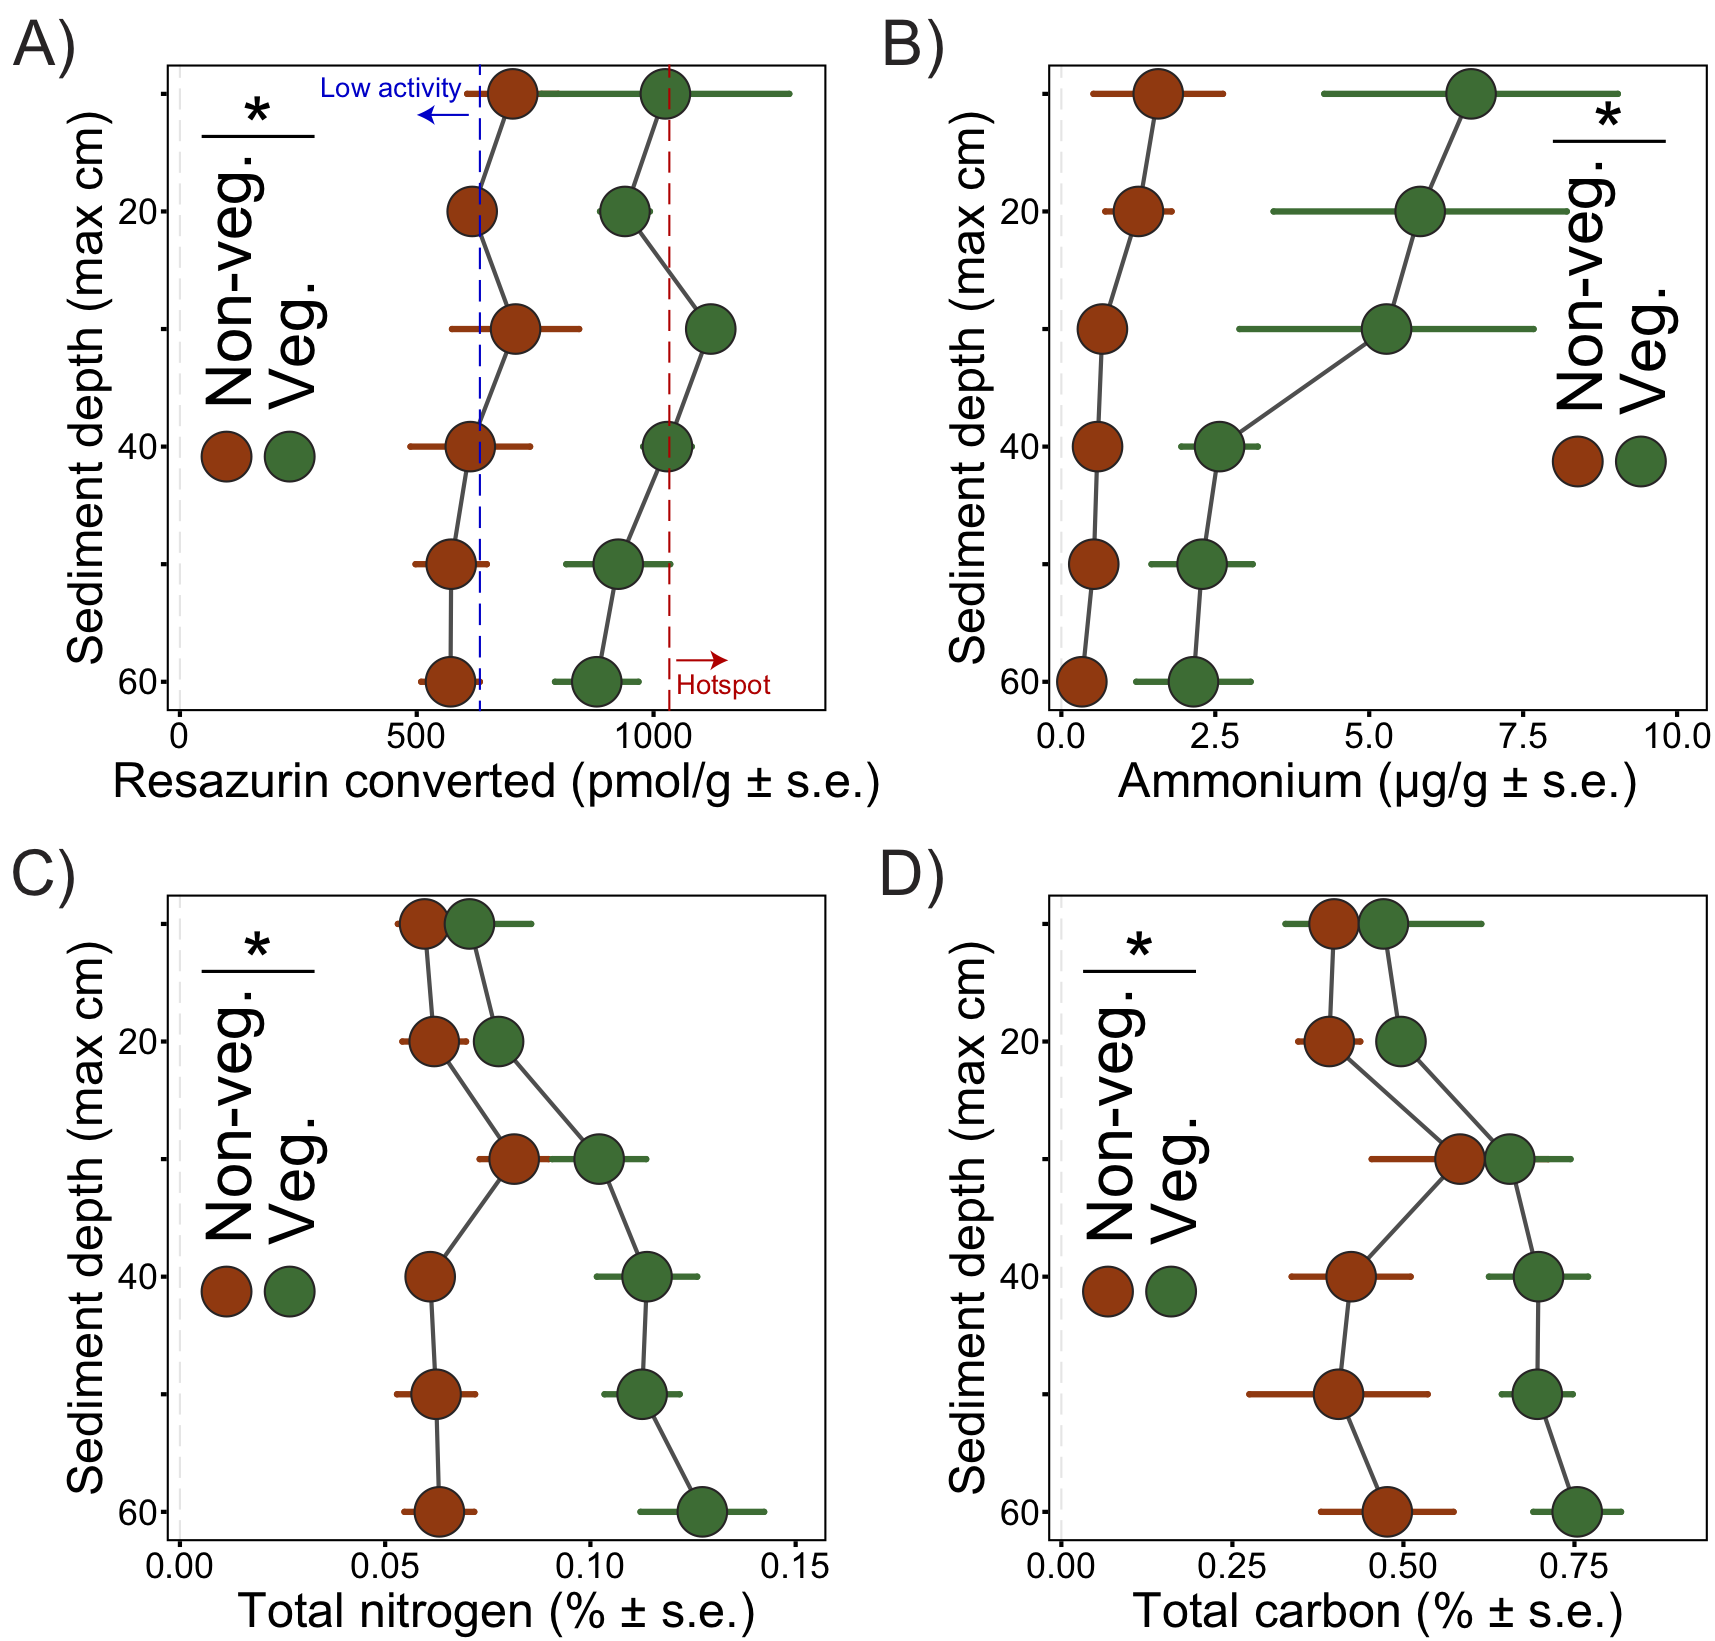 A)
Low activity
*
Non-veg.
Veg.
20
40
60
Sediment depth (max cm)
Hotspot
0
500
1000
Resazurin converted (pmol/g ± s.e.)
B)
*
Non-veg.
Veg.
20
40
60
Sediment depth (max cm)
0.0
2.5
5.0
7.5
10.0
Ammonium (µg/g ± s.e.)
C)
*
Non-veg.
Veg.
20
40
60
Sediment depth (max cm)
0.00
0.05
0.10
0.15
Total nitrogen (% ± s.e.)
D)
*
Non-veg.
Veg.
20
40
60
Sediment depth (max cm)
0.00
0.25
0.50
0.75
Total carbon (% ± s.e.)